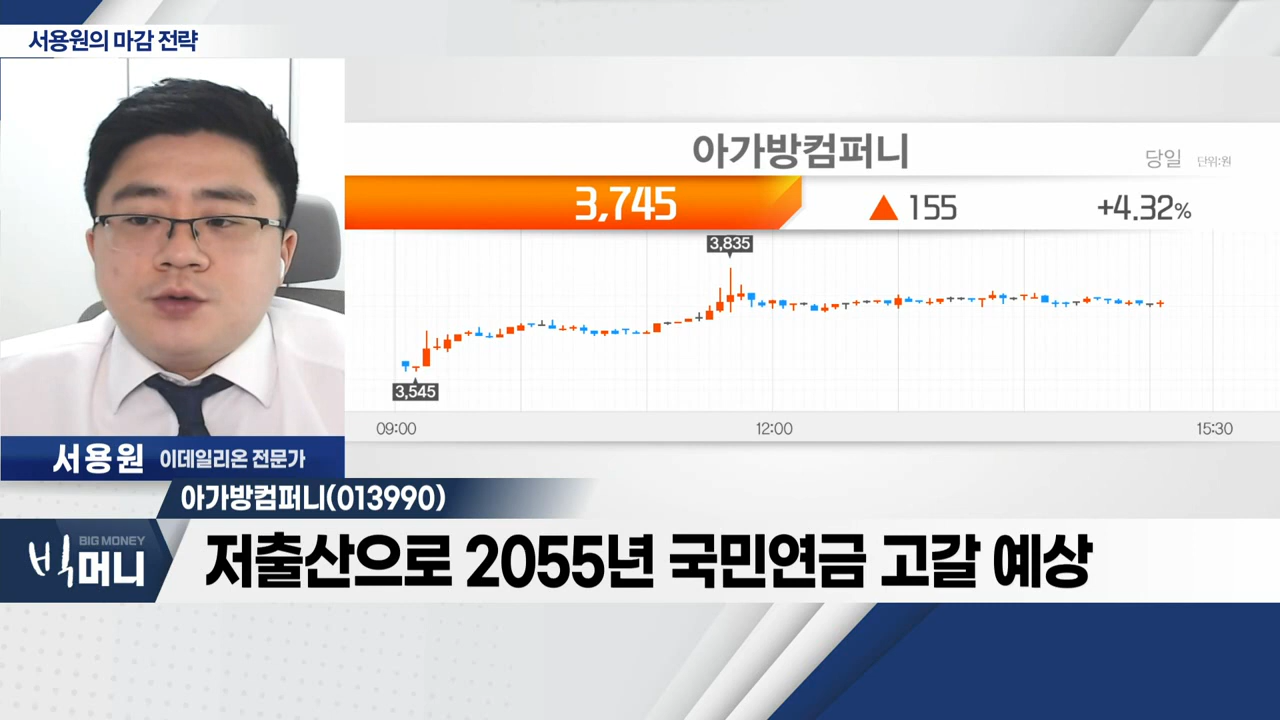 서용원의 마감 전략
아가방컴퍼니
당일 단위:원
3,745 ▲ 155 +4.32%
3,835
3,545
09:00 12:00 15:30
서용원 이데일리온 전문가
아가방컴퍼니(013990)
BIG MONEY
빅머니
저출산으로 2055년 국민연금 고갈 예상